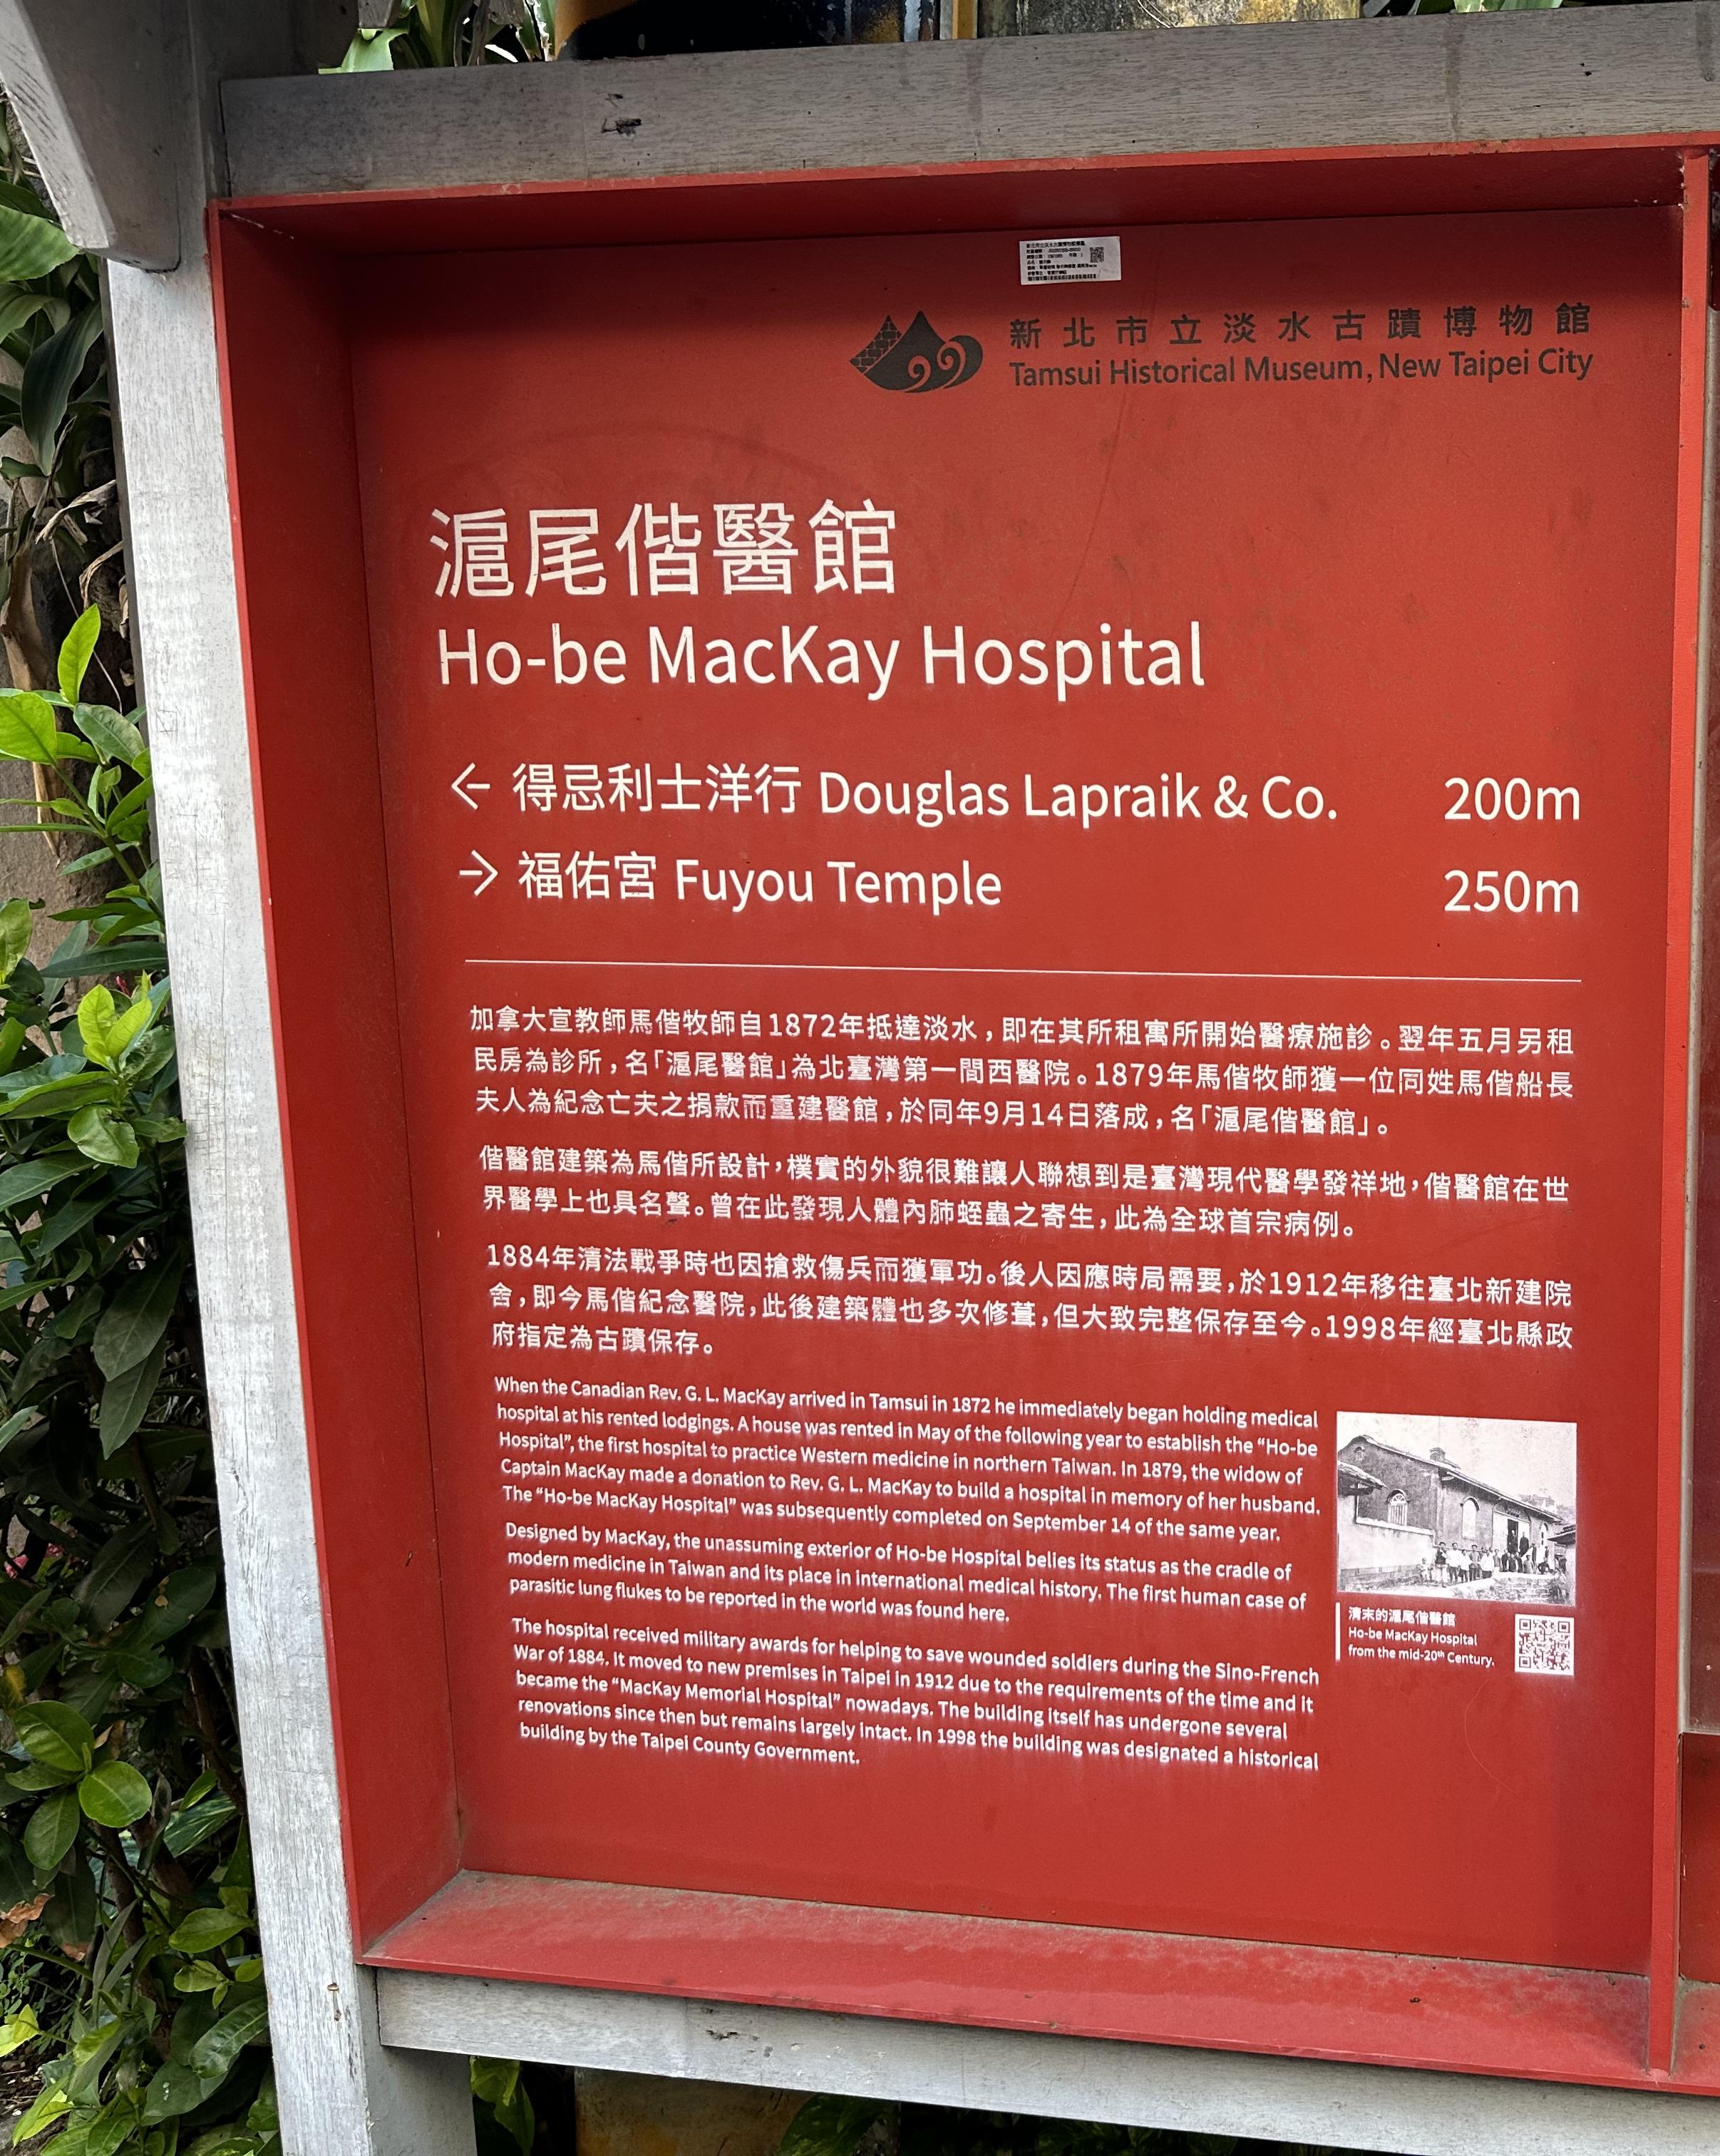 新北市立淡水古蹟博物館
Tamsui Historical Museum, New Taipei City
滬尾偕醫館
Ho-be MacKay Hospital
← 得忌利士洋行 Douglas Lapraik & Co. 200m
→ 福佑宮 Fuyou Temple 250m
加拿大宣教師馬偕牧師自1872年抵達淡水，即在其所租寓所開始醫療施診。翌年五月另租
民房為診所，名「滬尾醫館」為北臺灣第一間西醫院。1879年馬偕牧師獲一位同姓馬偕船長
夫人為紀念亡夫之捐款而重建醫館，於同年9月14日落成，名「滬尾偕醫館」。
偕醫館建築為馬偕所設計，樸實的外貌很難讓人聯想到是臺灣現代醫學發祥地，偕醫館在世
界醫學上也具名聲。曾在此發現人體內肺蛭蟲之寄生，此為全球首宗病例。
1884年清法戰爭時也因搶救傷兵而獲軍功。後人因應時局需要，於1912年移往臺北新建院
舍，即今馬偕紀念醫院，此後建築體也多次修葺，但大致完整保存至今。1998年經臺北縣政
府指定為古蹟保存。
When the Canadian Rev. G. L. MacKay arrived in Tamsui in 1872 he immediately began holding medical
hospital at his rented lodgings. A house was rented in May of the following year to establish the “Ho-be
Hospital”, the first hospital to practice Western medicine in northern Taiwan. In 1879, the widow of
Captain MacKay made a donation to Rev. G. L. MacKay to build a hospital in memory of her husband.
The “Ho-be MacKay Hospital” was subsequently completed on September 14 of the same year.
Designed by MacKay, the unassuming exterior of Ho-be Hospital belies its status as the cradle of
modern medicine in Taiwan and its place in international medical history. The first human case of
parasitic lung flukes to be reported in the world was found here.
The hospital received military awards for helping to save wounded soldiers during the Sino-French
War of 1884. It moved to new premises in Taipei in 1912 due to the requirements of the time and it
became the “MacKay Memorial Hospital” nowadays. The building itself has undergone several
renovations since then but remains largely intact. In 1998 the building was designated a historical
building by the Taipei County Government.
清末的滬尾偕醫館
Ho-be MacKay Hospital
from the mid-20th Century.